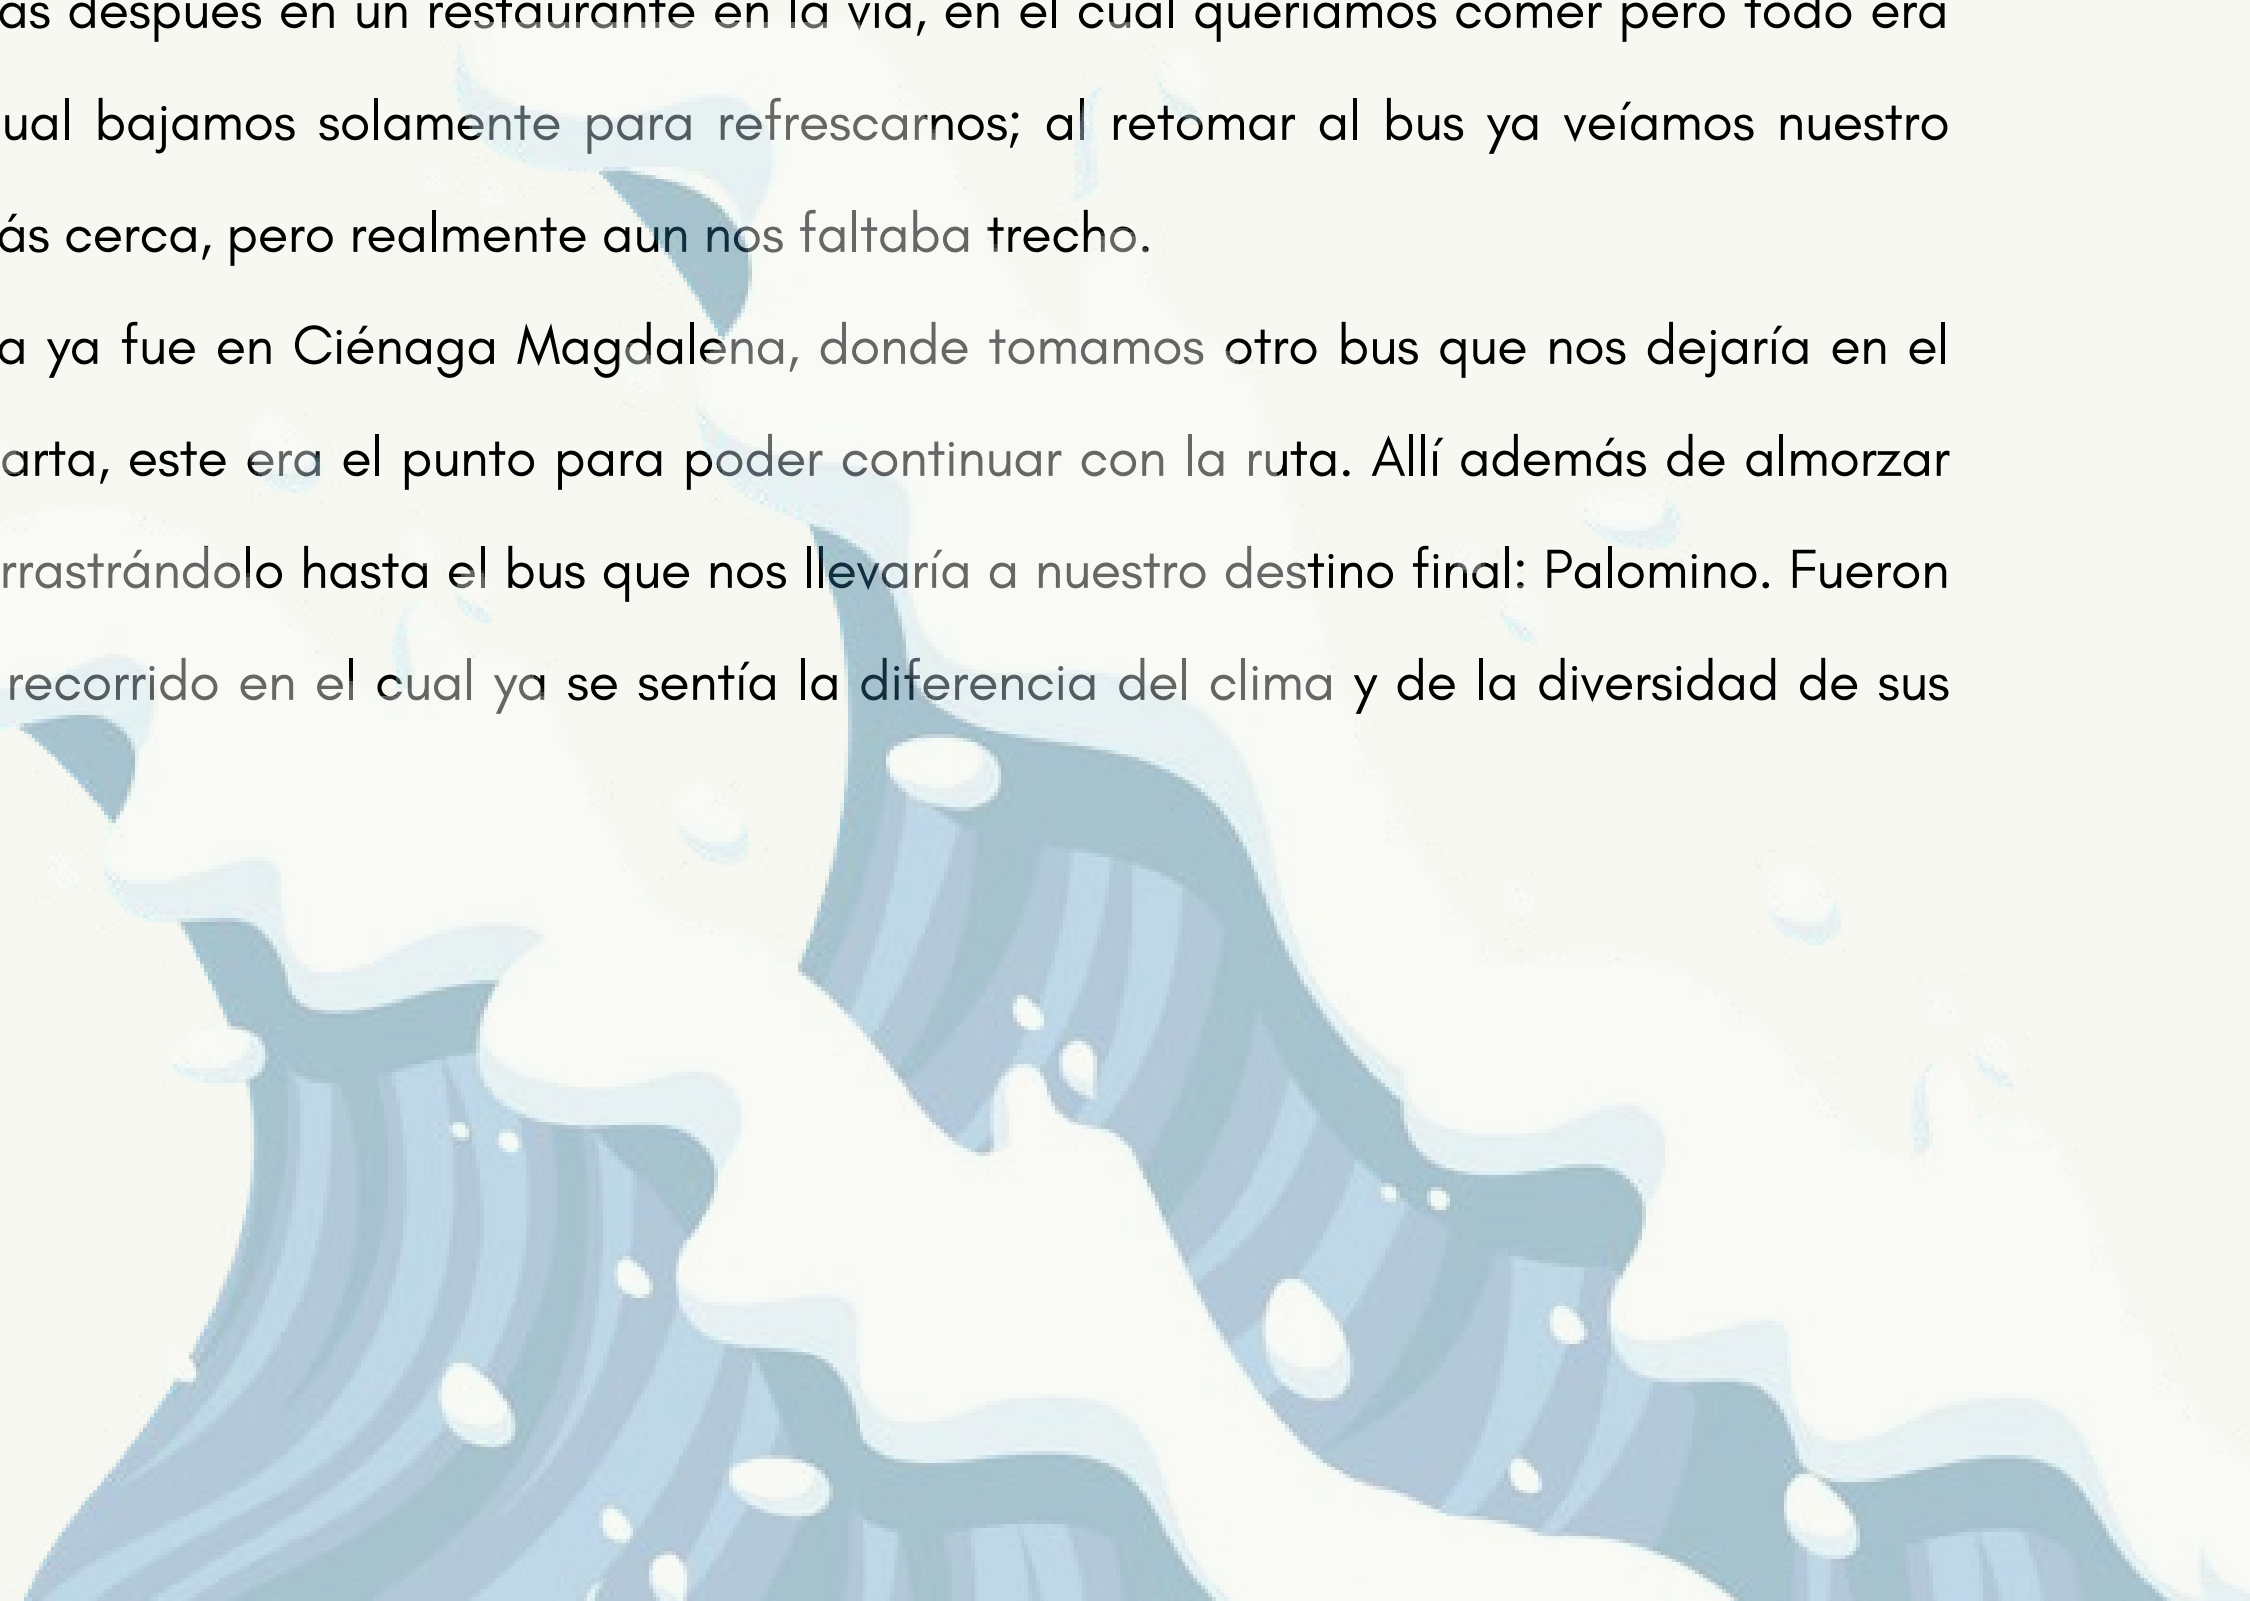 as después en un restaurante en la vía, en el cual queríamos comer pero todo era
ual bajamos solamente para refrescarnos; al retomar al bus ya veíamos nuestro
ás cerca, pero realmente aun nos faltaba trecho.
a ya fue en Ciénaga Magdalena, donde tomamos otro bus que nos dejaría en el
arta, este era el punto para poder continuar con la ruta. Allí además de almorzar
rrastrándolo hasta el bus que nos llevaría a nuestro destino final: Palomino. Fueron
recorrido en el cual ya se sentía la diferencia del clima y de la diversidad de sus